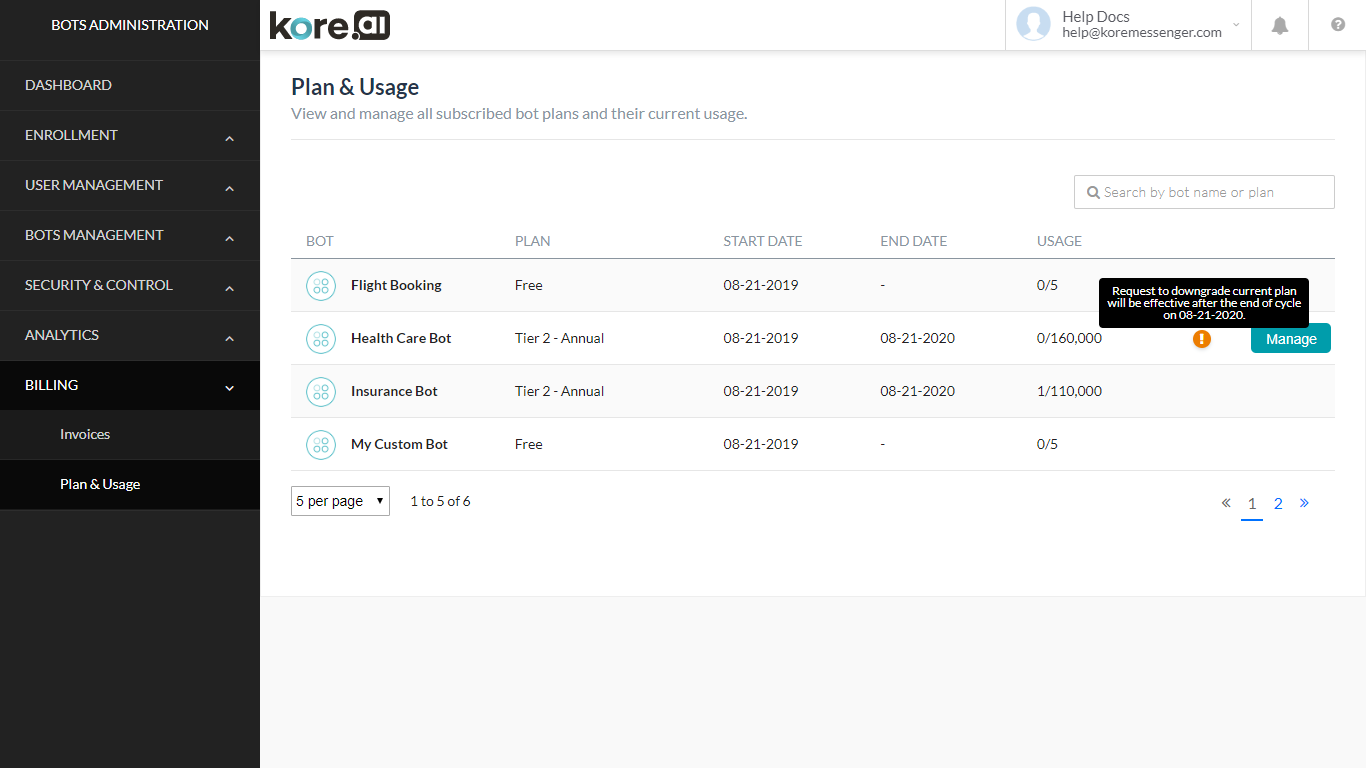 BOTS ADMINISTRATION
kore.ai
Help Docs
help@koremessenger.com
DASHBOARD
ENROLLMENT
USER MANAGEMENT
BOTS MANAGEMENT
SECURITY & CONTROL
ANALYTICS
BILLING
Invoices
Plan & Usage
Plan & Usage
View and manage all subscribed bot plans and their current usage.
Search by bot name or plan
BOT PLAN START DATE END DATE USAGE
Flight Booking Free 08-21-2019 - 0/5
Request to downgrade current plan
will be effective after the end of cycle
on 08-21-2020.
Health Care Bot Tier 2 - Annual 08-21-2019 08-21-2020 0/160,000 Manage
Insurance Bot Tier 2 - Annual 08-21-2019 08-21-2020 1/110,000
My Custom Bot Free 08-21-2019 - 0/5
5 per page 1 to 5 of 6 « 1 2 »